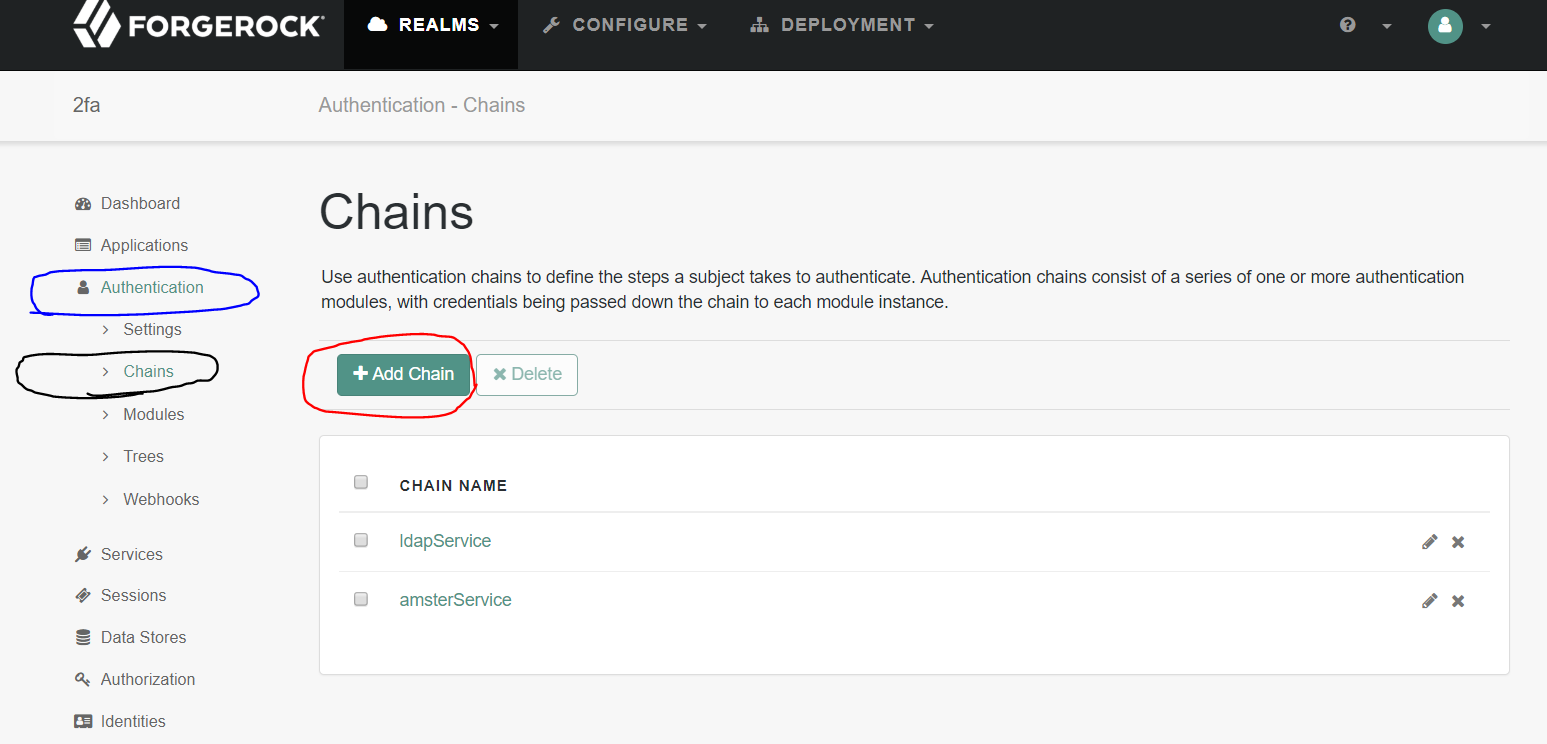 FORGEROCK REALMS CONFIGURE DEPLOYMENT
2fa Authentication - Chains
Dashboard
Applications
Authentication
Settings
Chains
Modules
Trees
Webhooks
Services
Sessions
Data Stores
Authorization
Identities
Chains
Use authentication chains to define the steps a subject takes to authenticate. Authentication chains consist of a series of one or more authentication
modules, with credentials being passed down the chain to each module instance.
Add Chain Delete
CHAIN NAME
ldapService
amsterService